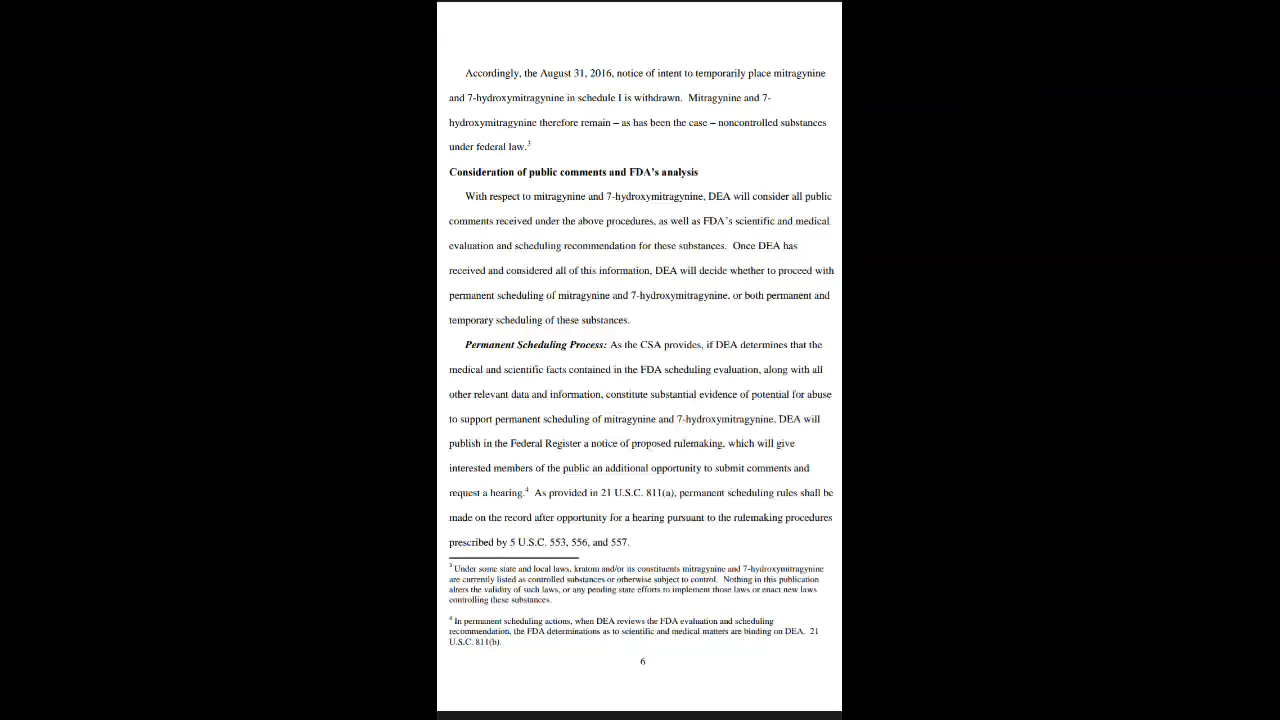 Accordingly, the August 31, 2016, notice of intent to temporarily place mitragynine
and 7-hydroxymitragynine in schedule I is withdrawn. Mitragynine and 7-
hydroxymitragynine therefore remain – as has been the case – noncontrolled substances
under federal law.3
Consideration of public comments and FDA's analysis
With respect to mitragynine and 7-hydroxymitragynine, DEA will consider all public
comments received under the above procedures, as well as FDA's scientific and medical
evaluation and scheduling recommendation for these substances. Once DEA has
received and considered all of this information, DEA will decide whether to proceed with
permanent scheduling of mitragynine and 7-hydroxymitragynine, or both permanent and
temporary scheduling of these substances.
Permanent Scheduling Process: As the CSA provides, if DEA determines that the
medical and scientific facts contained in the FDA scheduling evaluation, along with all
other relevant data and information, constitute substantial evidence of potential for abuse
to support permanent scheduling of mitragynine and 7-hydroxymitragynine, DEA will
publish in the Federal Register a notice of proposed rulemaking, which will give
interested members of the public an additional opportunity to submit comments and
request a hearing.4 As provided in 21 U.S.C. 811(a), permanent scheduling rules shall be
made on the record after opportunity for a hearing pursuant to the rulemaking procedures
prescribed by 5 U.S.C. 553, 556, and 557.
3 Under some state and local laws, kratom and/or its constituents mitragynine and 7-hydroxymitragynine
are currently listed as controlled substances or otherwise subject to control. Nothing in this publication
alters the validity of such laws, or any pending state efforts to implement those laws or enact new laws
controlling these substances.
4 In permanent scheduling actions, when DEA reviews the FDA evaluation and scheduling
recommendation, the FDA determinations as to scientific and medical matters are binding on DEA. 21
U.S.C. 811(b).
6